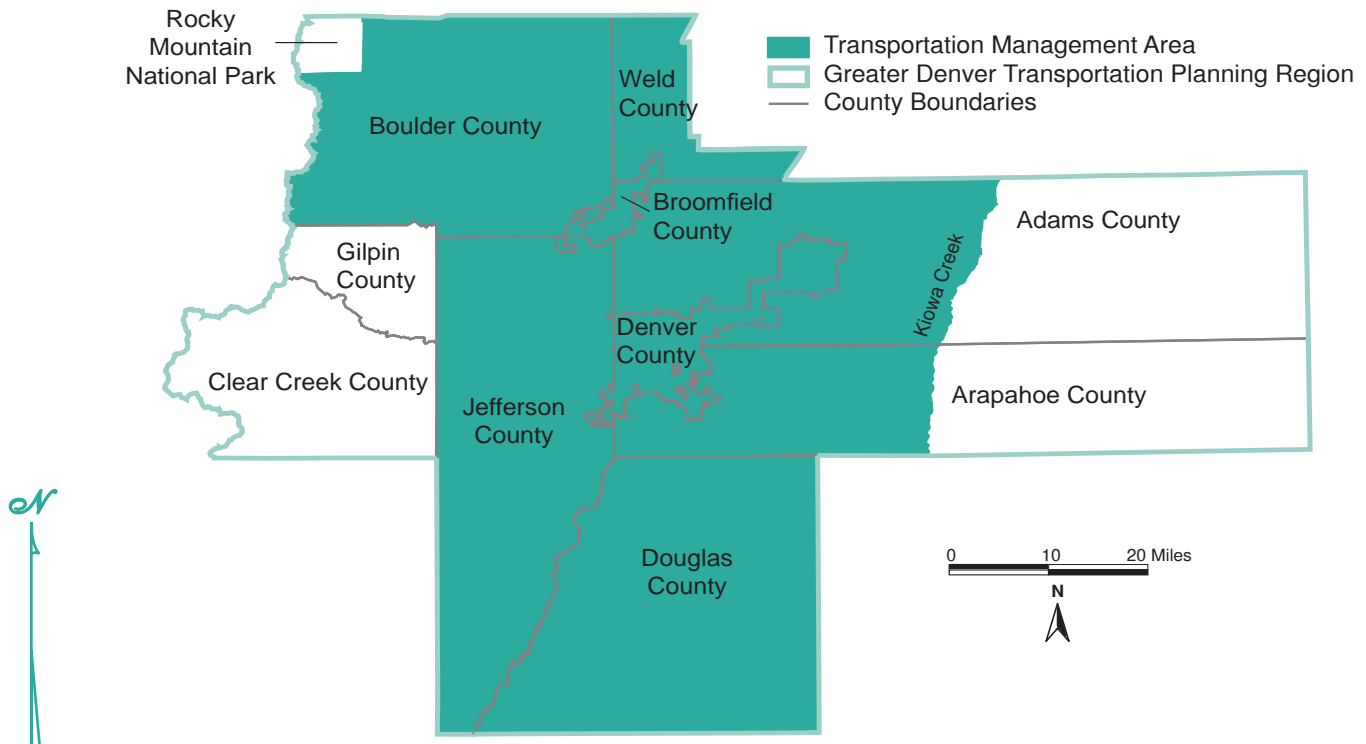 Rocky
Mountain
National Park
Transportation Management Area
Greater Denver Transportation Planning Region
County Boundaries
Weld
County
Boulder County
Broomfield
County
Adams County
Gilpin
County
Kiowa Creek
Denver
County
Clear Creek County
Arapahoe County
Jefferson
County
N
Douglas
County
0 10 20 Miles
N